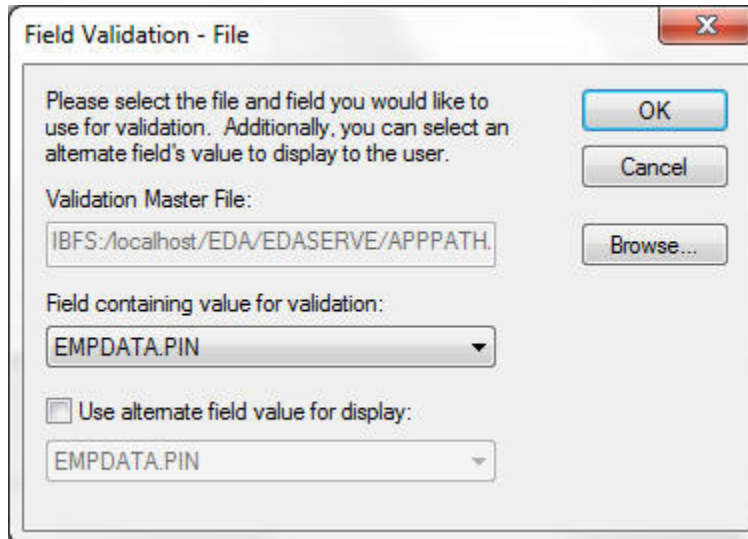 Field Validation - File
Please select the file and field you would like to
use for validation. Additionally, you can select an
alternate field's value to display to the user.
OK
Cancel
Validation Master File:
IBFS:/localhost/EDA/EDASERVE/APPPATH.
Browse...
Field containing value for validation:
EMPDATA.PIN
Use alternate field value for display:
EMPDATA.PIN